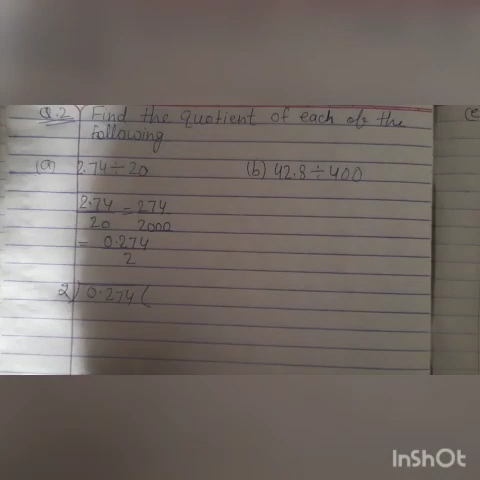 Q.2 Find the quotient of each of the
following
(a) 2.74 ÷ 20 (b) 42.8 ÷ 400
2.74/20 = 274/2000
= 0.274/2
2)0.274(
(e
InShOt